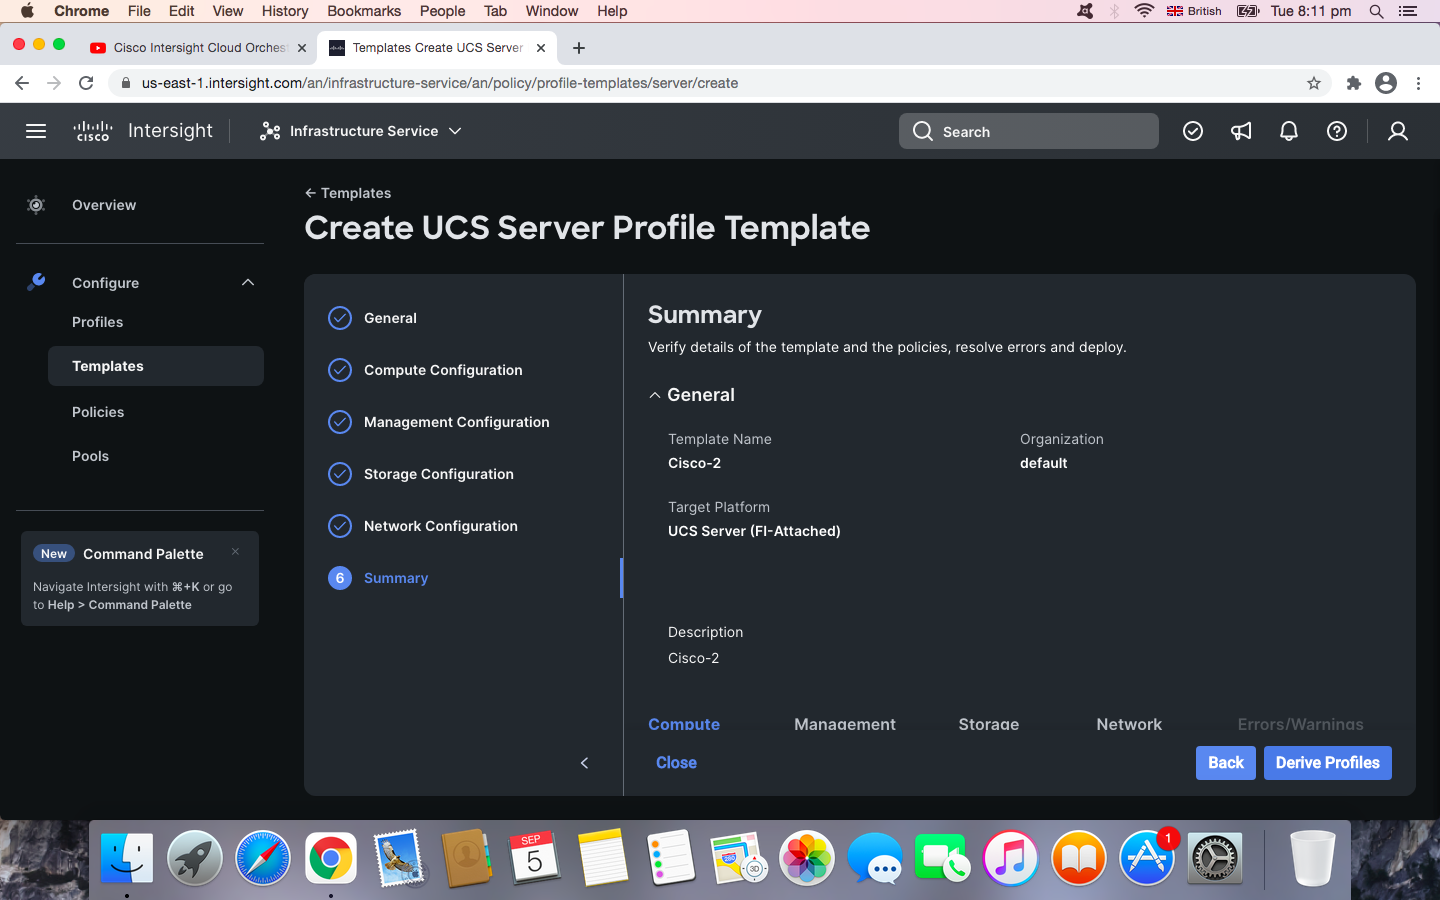 Chrome File Edit View History Bookmarks People Tab Window Help British Tue 8:11 pm
Cisco Intersight Cloud Orchest Templates Create UCS Server
us-east-1.intersight.com/an/infrastructure-service/an/policy/profile-templates/server/create
cisco Intersight Infrastructure Service Search
Overview
Configure
Profiles
Templates
Policies
Pools
New Command Palette
Navigate Intersight with ⌘+K or go
to Help > Command Palette
← Templates
Create UCS Server Profile Template
General
Compute Configuration
Management Configuration
Storage Configuration
Network Configuration
6 Summary
Summary
Verify details of the template and the policies, resolve errors and deploy.
General
Template Name Organization
Cisco-2 default
Target Platform
UCS Server (FI-Attached)
Description
Cisco-2
Compute Management Storage Network Errors/Warnings
Close Back Derive Profiles
SEP
5
280
3D
1